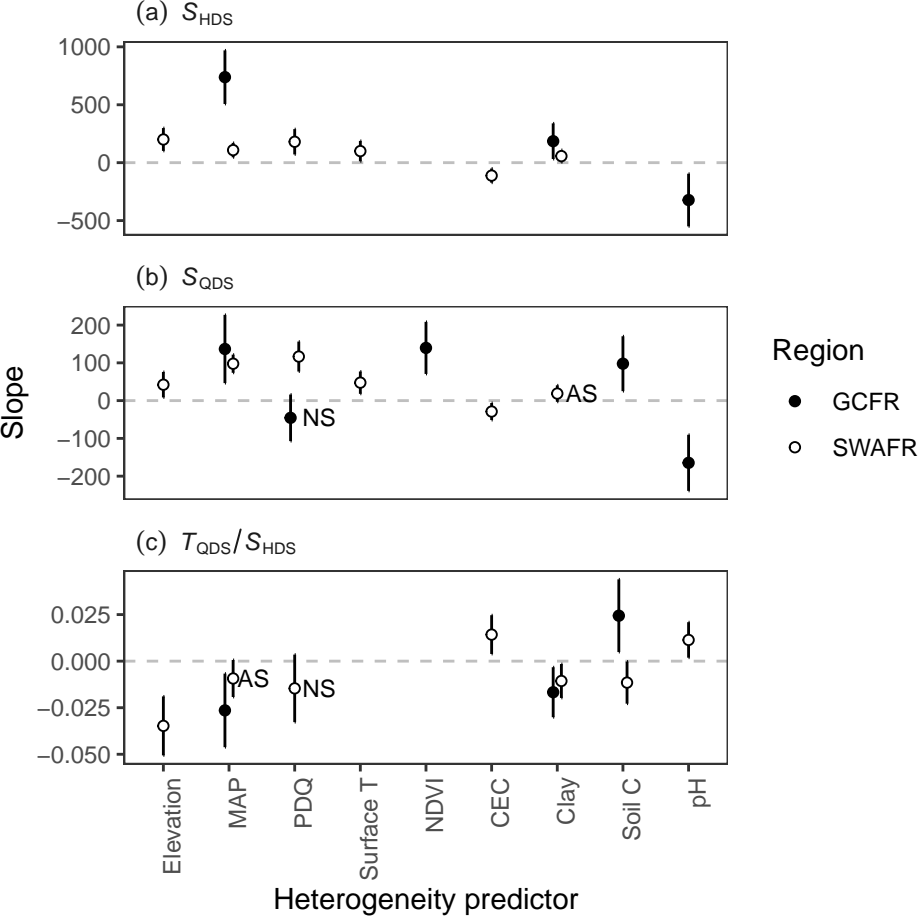 (a) SHDS
1000
500
0
−500
(b) SQDS
200
100
0
−100
−200
NS
AS
(c) TQDS/SHDS
0.025
0.000
−0.025
−0.050
AS
NS
Elevation
MAP
PDQ
Surface T
NDVI
CEC
Clay
Soil C
pH
Heterogeneity predictor
Slope
Region
GCFR
SWAFR